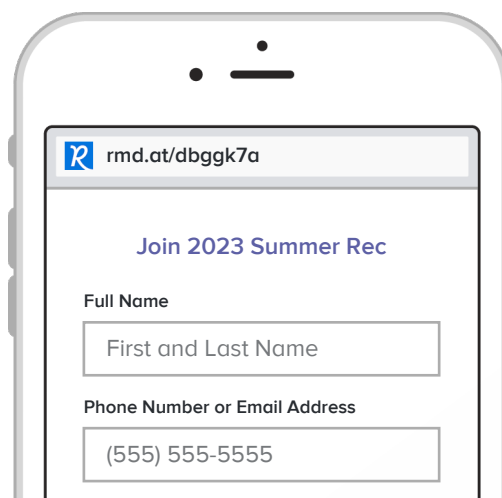 rmd.at/dbggk7a
Join 2023 Summer Rec
Full Name
First and Last Name
Phone Number or Email Address
(555) 555-5555